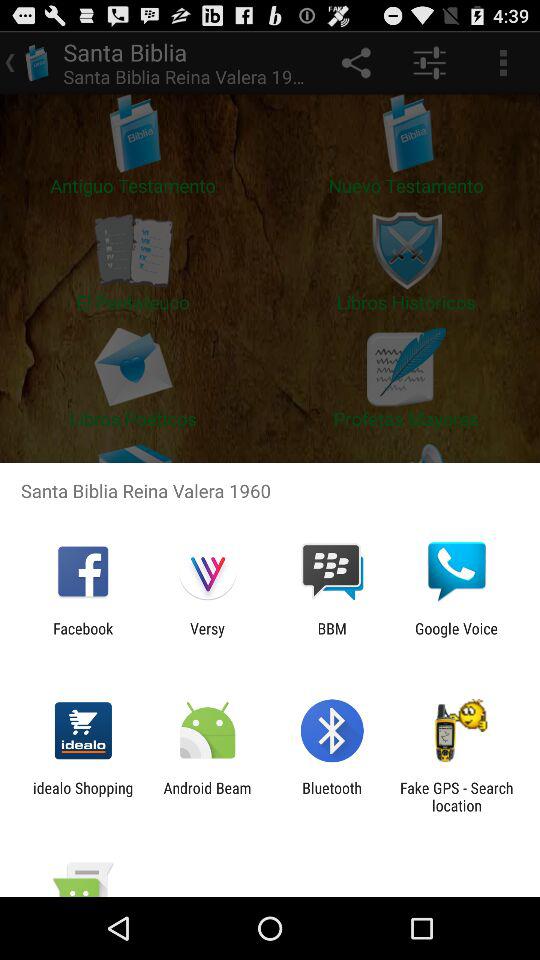 4:39
Santa Biblia
Santa Biblia Reina Valera 19...
Biblia
Biblia
Antiguo Testamento
Nuevo Testamento
El Pentateuco
Libros Históricos
Libros Poéticos
Profetas Mayores
Santa Biblia Reina Valera 1960
Facebook
Versy
BBM
Google Voice
idealo
idealo Shopping
Android Beam
Bluetooth
Fake GPS - Search
location